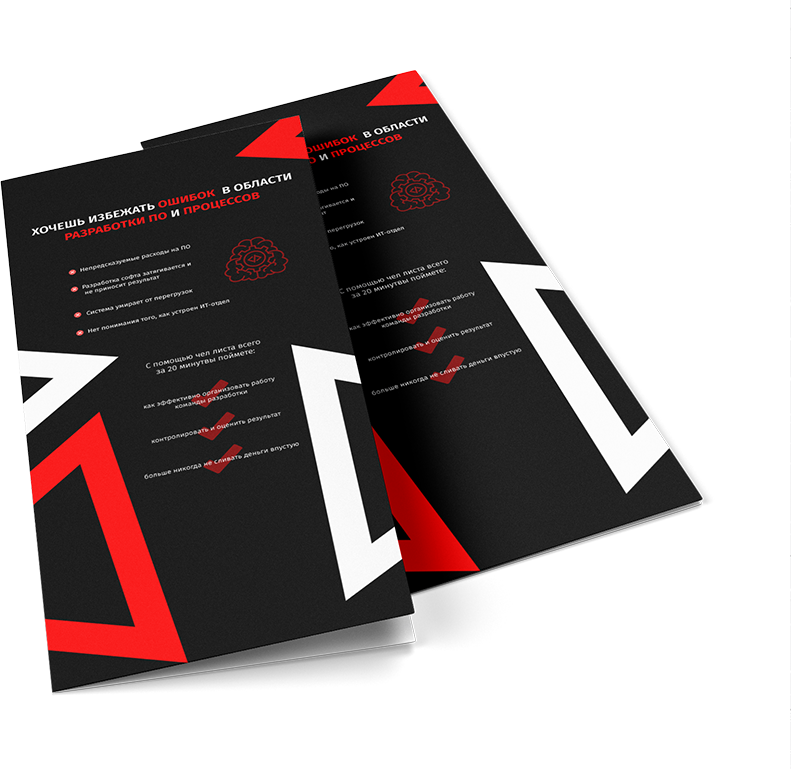 ХОЧЕШЬ ИЗБЕЖАТЬ ОШИБОК В ОБЛАСТИ
РАЗРАБОТКИ ПО И ПРОЦЕССОВ
Непредсказуемые расходы на ПО
Разработка софта затягивается и
не приносит результат
Система умирает от перегрузок
Нет понимания того, как устроен ИТ-отдел
С помощью чел листа всего
за 20 минутвы поймете:
как эффективно организовать работу
команды разработки
контролировать и оценить результат
больше никогда не сливать деньги впустую
ОШИБОК В ОБЛАСТИ
О И ПРОЦЕССОВ
ды на ПО
гивается и
ат
ерегрузок
о, как устроен ИТ-отдел
С помощью чел листа всего
за 20 минутвы поймете:
как эффективно организовать работу
команды разработки
контролировать и оценить результат
больше никогда не сливать деньги впустую